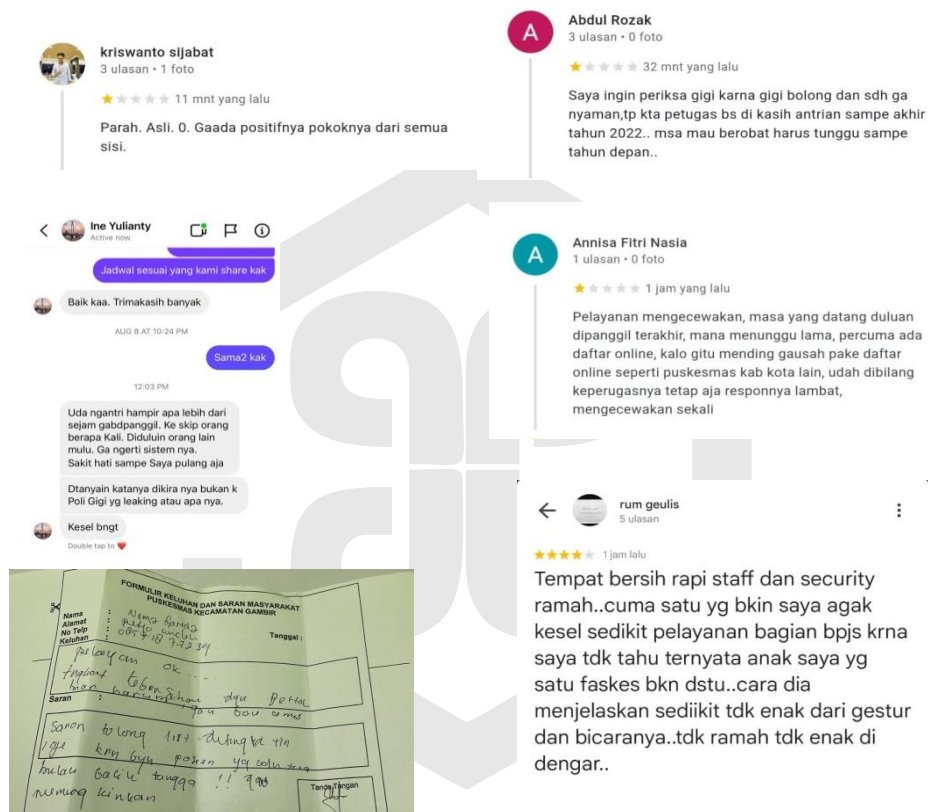 kriswanto sijabat
3 ulasan • 1 foto
11 mnt yang lalu
Parah. Asli. 0. Gaada positifnya pokoknya dari semua
sisi.
A
Abdul Rozak
3 ulasan • 0 foto
32 mnt yang lalu
Saya ingin periksa gigi karna gigi bolong dan sdh ga
nyaman,tp kta petugas bs di kasih antrian sampe akhir
tahun 2022.. msa mau berobat harus tunggu sampe
tahun depan..
Ine Yulianty
Active now
Jadwal sesuai yang kami share kak
Baik kaa. Trimakasih banyak
AUG 8 AT 10:24 PM
Sama2 kak
12:03 PM
Uda ngantri hampir apa lebih dari
sejam gabdpanggil. Ke skip orang
berapa Kali. Diduluin orang lain
mulu. Ga ngerti sistem nya.
Sakit hati sampe Saya pulang aja
Dtanyain katanya dikira nya bukan k
Poli Gigi yg leaking atau apa nya.
Kesel bngt
Double tap to ❤
A
Annisa Fitri Nasia
1 ulasan • 0 foto
1 jam yang lalu
Pelayanan mengecewakan, masa yang datang duluan
dipanggil terakhir, mana menunggu lama, percuma ada
daftar online, kalo gitu mending gausah pake daftar
online seperti puskesmas kab kota lain, udah dibilang
keperugasnya tetap aja responnya lambat,
mengecewakan sekali
FORMULIR KELUHAN DAN SARAN MASYARAKAT
PUSKESMAS KECAMATAN GAMBIR
Nama :
Alamat :
No Telp :
Keluhan :
Tanggal :
ok....
Saran :
Saran tolong lift
pasien yg
bulak balik tangga !!
memungkinkan
Tanda Tangan
rum geulis
5 ulasan
1 jam lalu
Tempat bersih rapi staff dan security
ramah..cuma satu yg bkin saya agak
kesel sedikit pelayanan bagian bpjs krna
saya tdk tahu ternyata anak saya yg
satu faskes bkn dstu..cara dia
menjelaskan sediikit tdk enak dari gestur
dan bicaranya..tdk ramah tdk enak di
dengar..